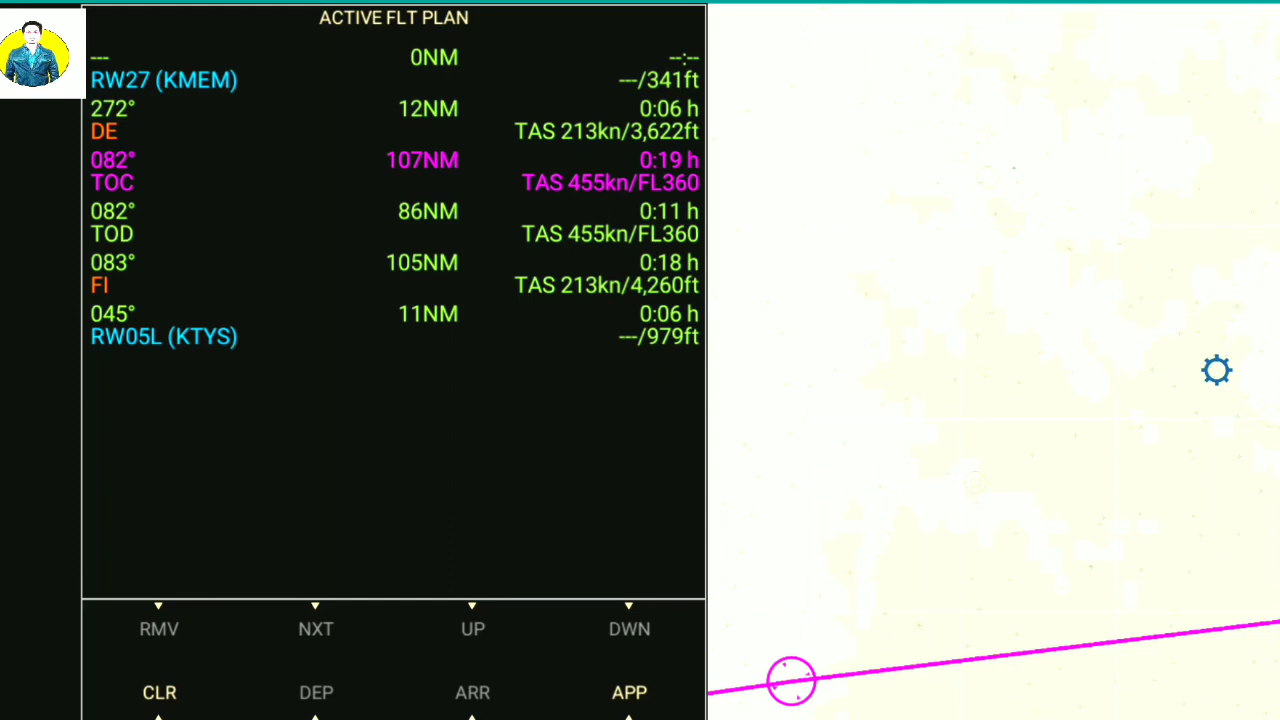 ACTIVE FLT PLAN
--- 0NM --:--
RW27 (KMEM) ---/341ft
272° 12NM 0:06 h
DE TAS 213kn/3,622ft
082° 107NM 0:19 h
TOC TAS 455kn/FL360
082° 86NM 0:11 h
TOD TAS 455kn/FL360
083° 105NM 0:18 h
FI TAS 213kn/4,260ft
045° 11NM 0:06 h
RW05L (KTYS) ---/979ft
RMV NXT UP DWN
CLR DEP ARR APP